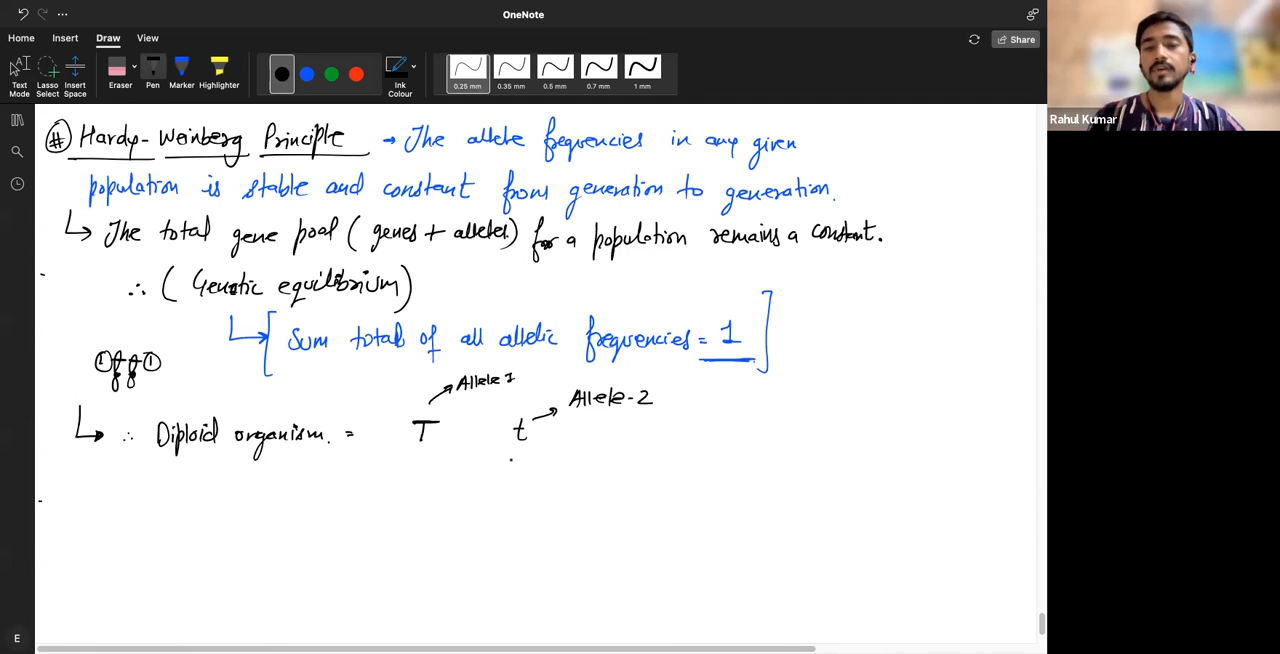 OneNote
Home Insert Draw View
Share
Text Mode
Lasso Select
Insert Space
Eraser
Pen
Marker
Highlighter
Ink Colour
0.25 mm 0.35 mm 0.5 mm 0.7 mm 1 mm
Rahul Kumar
# Hardy-Weinberg Principle → The allele frequencies in any given
population is stable and constant from generation to generation.
↳ The total gene pool (genes + alleles) for a population remains a constant.
∴ (Genetic equilibrium)
↳ [Sum total of all allelic frequencies = 1]
Allele 1
Allele-2
↳ ∴ Diploid organism. = T t
E